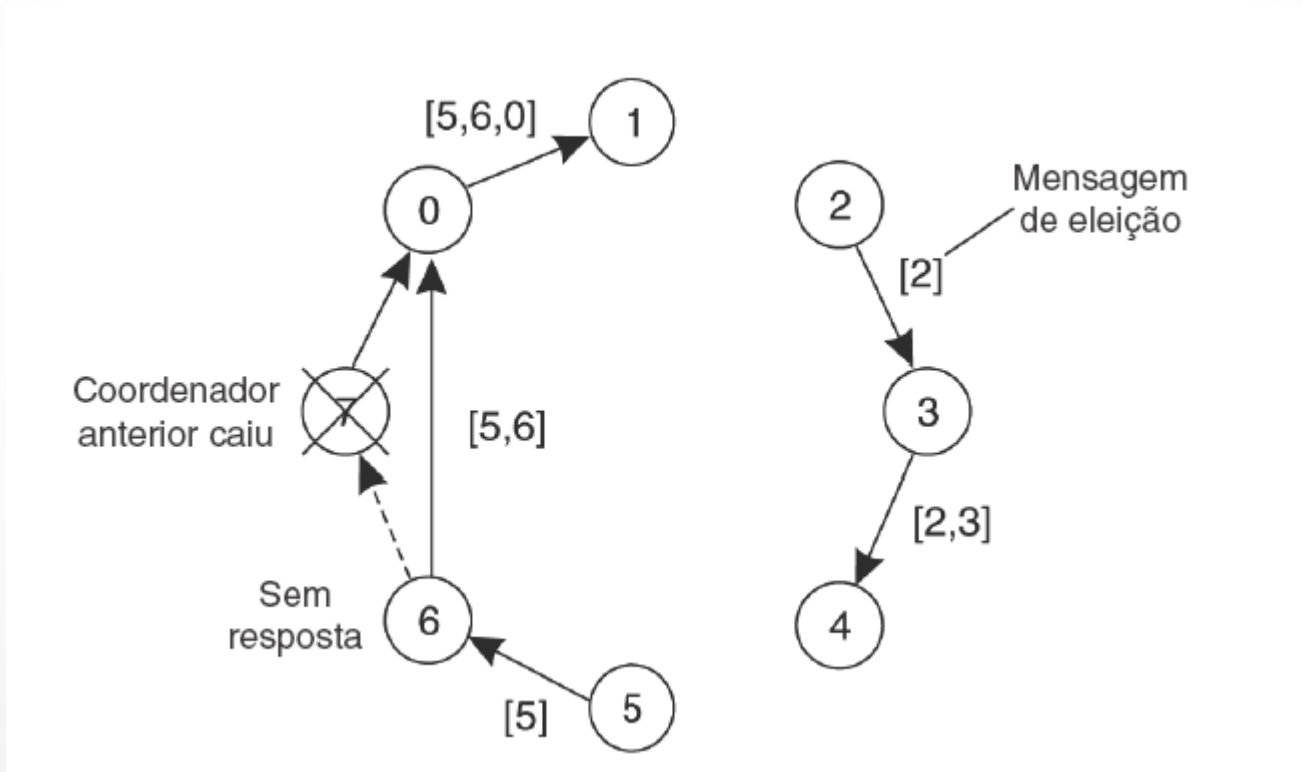 [5,6,0]
1
0
2
Mensagem
de eleição
[2]
Coordenador
anterior caiu
7
[5,6]
3
[2,3]
Sem
resposta
6
4
[5]
5